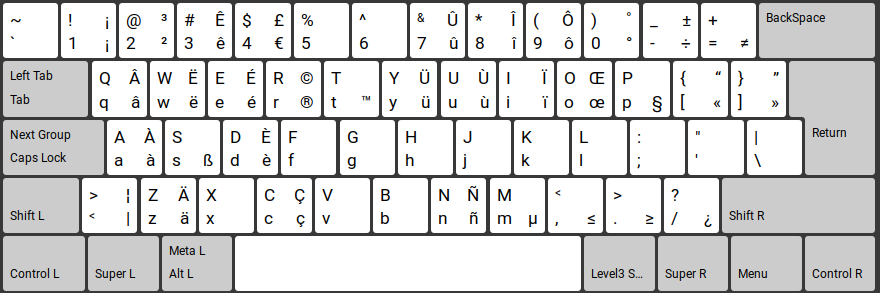 ~ ! ¡ @ ³ # Ê $ £ % ^ & Û * Î ( Ô ) ° _ ± + BackSpace
` 1 ¡ 2 ² 3 ê 4 € 5 6 7 û 8 î 9 ô 0 ° - ÷ = ≠
Left Tab Q Â W Ë E É R © T Y Ü U Ù I Ï O Œ P { “ } ”
Tab q â w ë e é r ® t ™ y ü u ù i ï o œ p § [ « ] »
Next Group A À S D È F G H J K L : " | Return
Caps Lock a à s ß d è f g h j k l ; ' \
> ¦ Z Ä X C Ç V B N Ñ M < > ?
Shift L < | z ä x c ç v b n ñ m µ , ≤ . ≥ / ¿ Shift R
Meta L
Control L Super L Alt L Level3 S... Super R Menu Control R